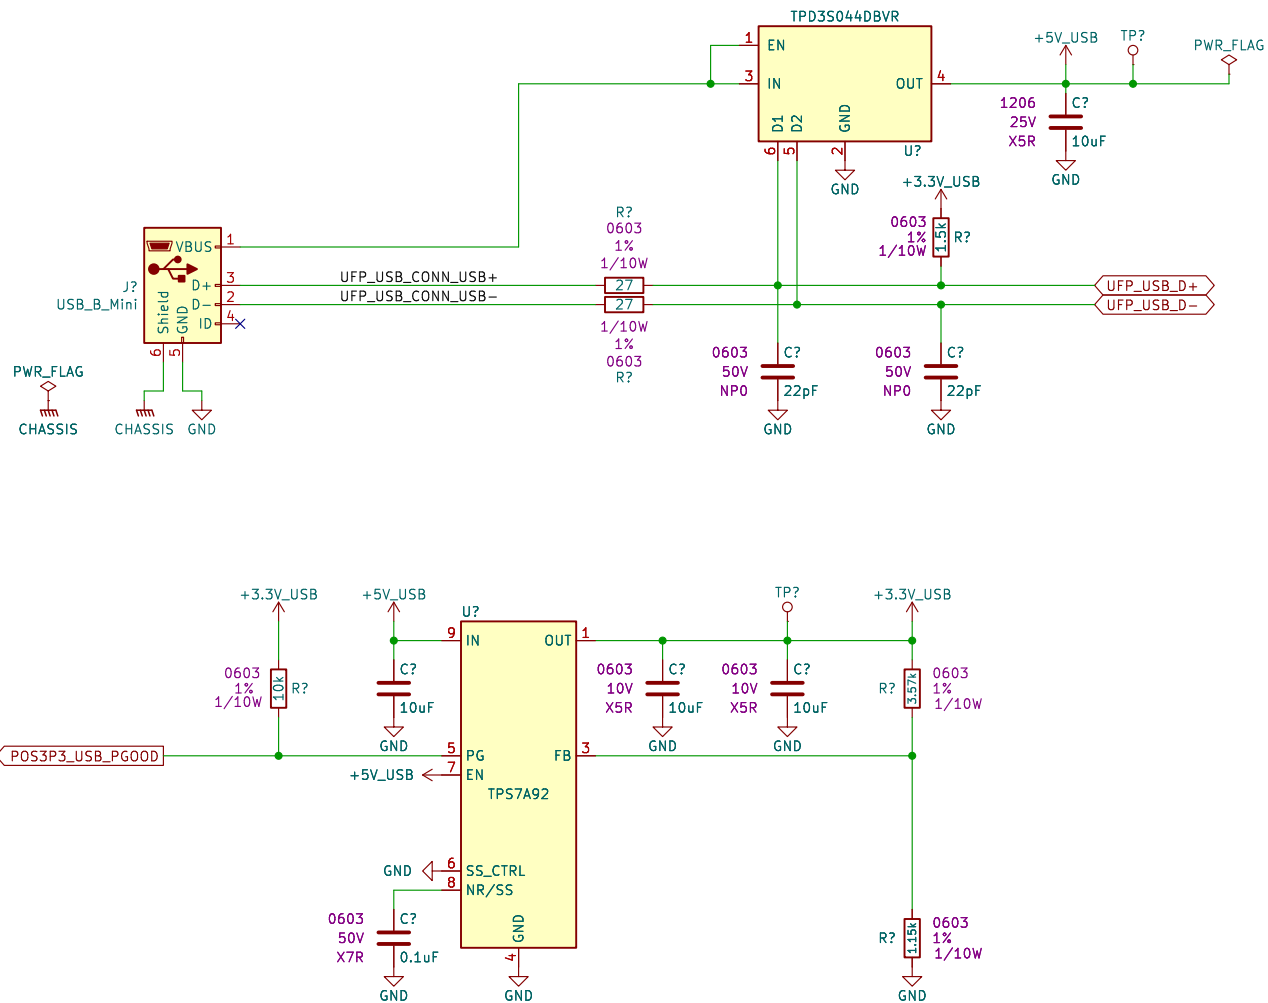 TPD3S044DBVR
1 EN
3 IN
OUT 4
D1
D2
GND
6
5
2
U?
GND
+5V_USB
TP?
PWR_FLAG
1206
25V
X5R
C?
10uF
GND
+3.3V_USB
0603
1%
1/10W
1.5k
R?
R?
0603
1%
1/10W
27
27
1/10W
1%
0603
R?
UFP_USB_CONN_USB+
UFP_USB_CONN_USB-
UFP_USB_D+
UFP_USB_D-
J?
USB_B_Mini
VBUS 1
D+ 3
D- 2
ID 4
Shield
GND
6
5
PWR_FLAG
CHASSIS
CHASSIS
GND
0603
50V
NP0
C?
22pF
GND
0603
50V
NP0
C?
22pF
GND
+3.3V_USB
0603
1%
1/10W
10k
R?
POS3P3_USB_PGOOD
+5V_USB
C?
10uF
GND
U?
9 IN
OUT 1
5 PG
7 EN
FB 3
+5V_USB
TPS7A92
GND
6 SS_CTRL
8 NR/SS
GND
4
GND
0603
50V
X7R
C?
0.1uF
GND
0603
10V
X5R
C?
10uF
GND
TP?
0603
10V
X5R
C?
10uF
GND
+3.3V_USB
R?
3.57k
0603
1%
1/10W
R?
1.15k
0603
1%
1/10W
GND